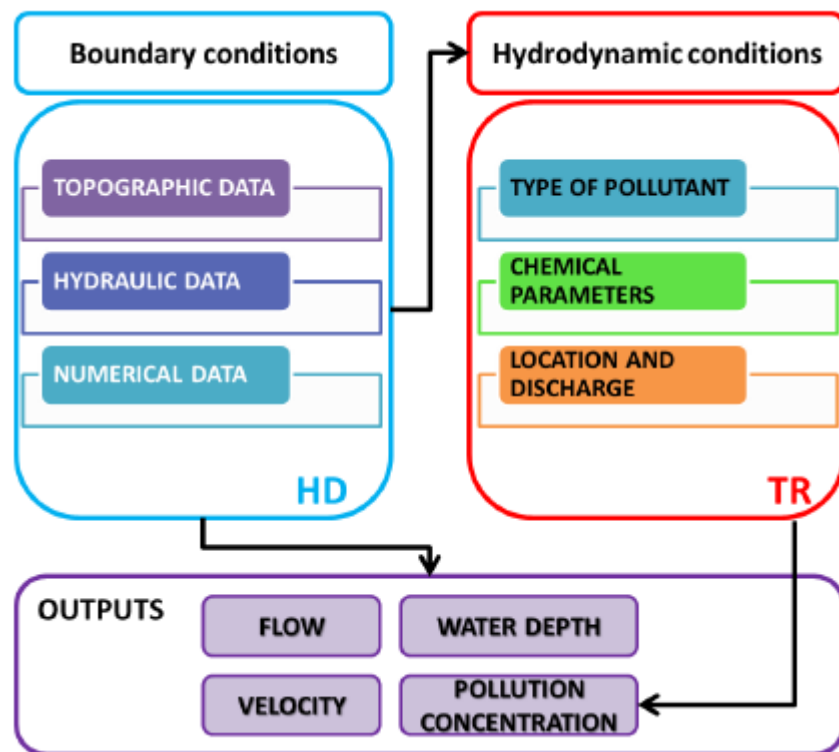 Boundary conditions
Hydrodynamic conditions
TOPOGRAPHIC DATA
HYDRAULIC DATA
NUMERICAL DATA
HD
TYPE OF POLLUTANT
CHEMICAL
PARAMETERS
LOCATION AND
DISCHARGE
TR
OUTPUTS
FLOW
WATER DEPTH
VELOCITY
POLLUTION
CONCENTRATION